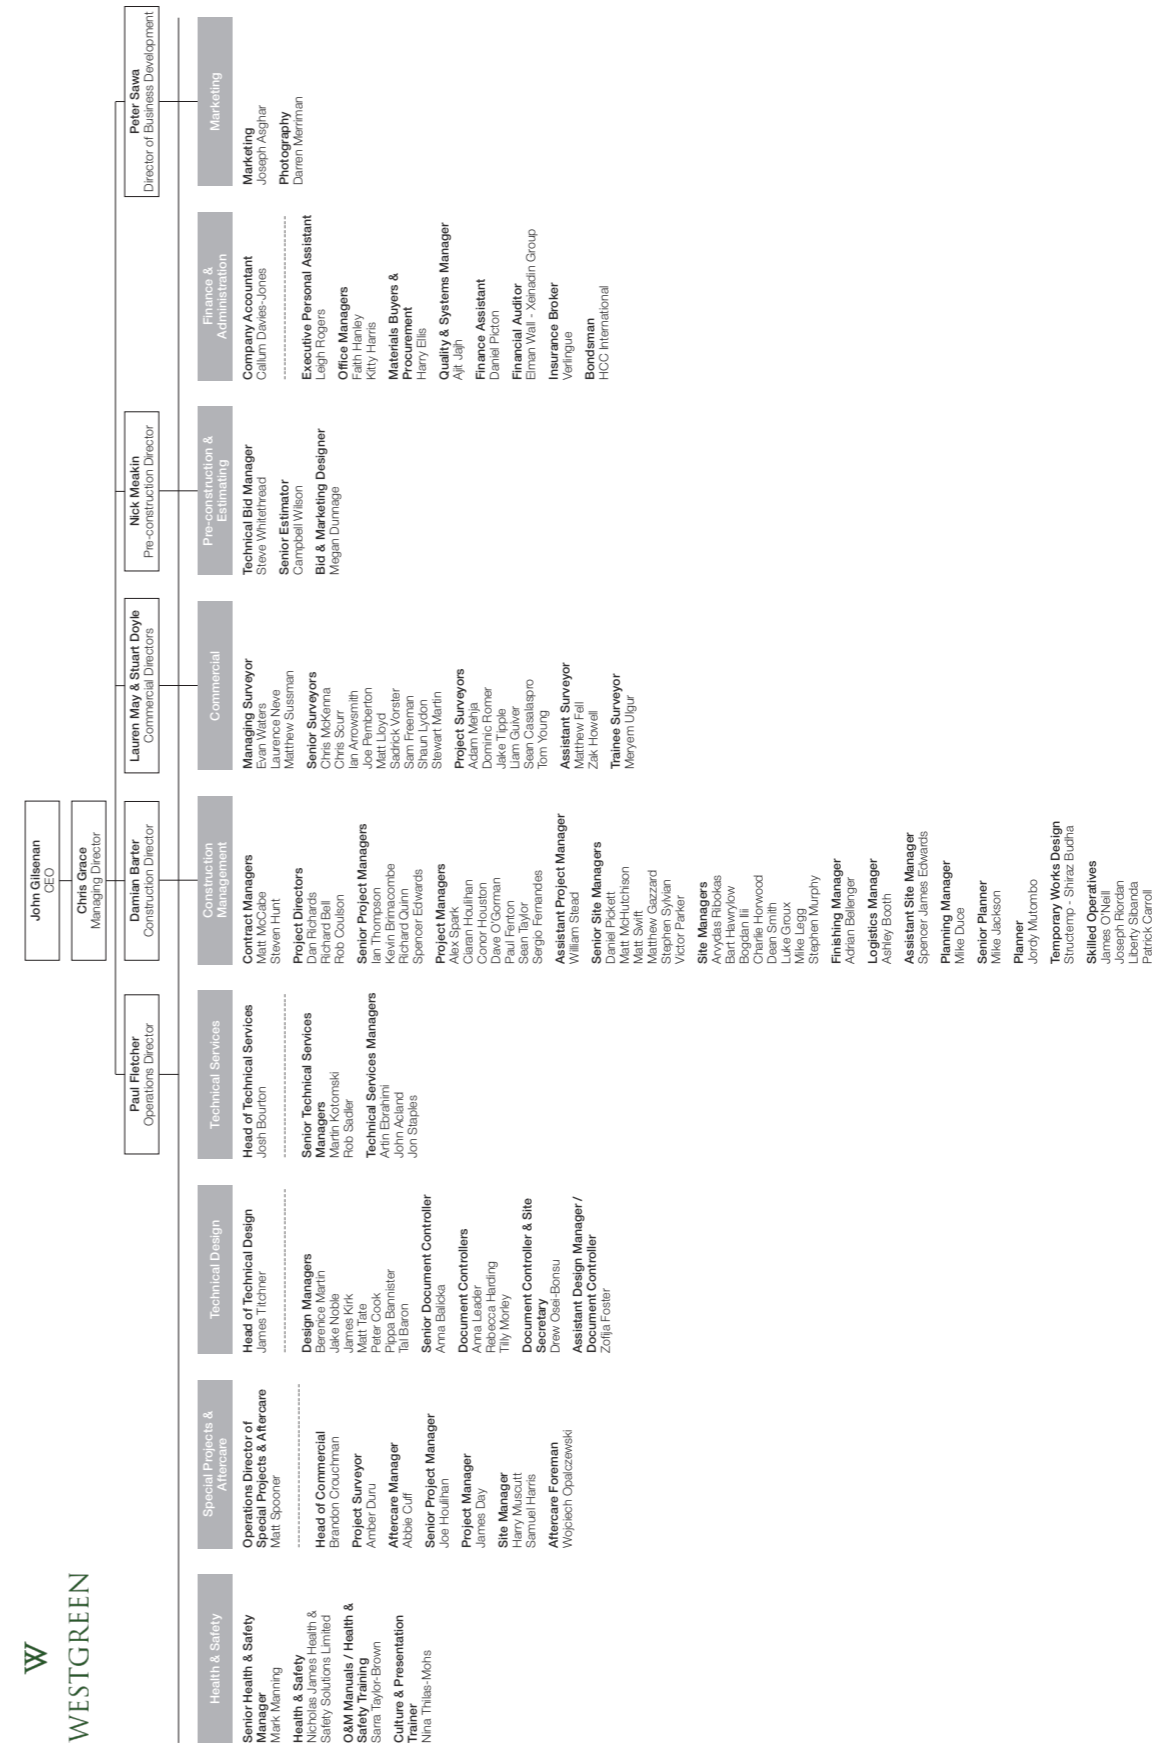 W
WESTGREEN
John Gilsenan
CEO
Chris Grace
Managing Director
Paul Fletcher
Operations Director
Damian Barter
Construction Director
Lauren May & Stuart Doyle
Commercial Directors
Nick Meakin
Pre-construction Director
Peter Sawa
Director of Business Development
Health & Safety
Senior Health & Safety
Manager
Mark Manning
Health & Safety
Nicholas James Health &
Safety Solutions Limited
O&M Manuals / Health &
Safety Training
Sarra Taylor-Brown
Culture & Presentation
Trainer
Nina Thilas-Mohs
Special Projects &
Aftercare
Operations Director of
Special Projects & Aftercare
Matt Spooner
Head of Commercial
Brandon Crouchman
Project Surveyor
Amber Duru
Aftercare Manager
Abbie Cuff
Senior Project Manager
Joe Houlihan
Project Manager
James Day
Site Manager
Harry Muscutt
Samuel Harris
Aftercare Foreman
Wojciech Opalczewski
Technical Design
Head of Technical Design
James Titchner
Design Managers
Berenice Martin
Jake Noble
James Kirk
Matt Tate
Peter Cook
Pippa Bannister
Tal Baron
Senior Document Controller
Anna Balicka
Document Controllers
Anna Leader
Rebecca Harding
Tilly Morley
Document Controller & Site
Secretary
Drew Osei-Bonsu
Assistant Design Manager /
Document Controller
Zofija Foster
Technical Services
Head of Technical Services
Josh Bourton
Senior Technical Services
Managers
Martin Kotomski
Rob Sadler
Technical Services Managers
Artin Ebrahimi
John Acland
Jon Staples
Construction
Management
Contract Managers
Matt McCabe
Steven Hunt
Project Directors
Dan Richards
Richard Bell
Rob Coulson
Senior Project Managers
Ian Thompson
Kevin Brimacombe
Richard Quinn
Spencer Edwards
Project Managers
Alex Spark
Ciaran Houlihan
Conor Houston
Dave O'Gorman
Paul Fenton
Sean Taylor
Sergio Fernandes
Assistant Project Manager
William Stead
Senior Site Managers
Daniel Pickett
Matt McHutchison
Matt Swift
Matthew Gazzard
Stephen Sylvian
Victor Parker
Site Managers
Arvydas Ribokas
Bart Hawrylow
Bogdan Ilii
Charlie Horwood
Dean Smith
Luke Groux
Mike Legg
Stephen Murphy
Finishing Manager
Adrian Bellenger
Logistics Manager
Ashley Booth
Assistant Site Manager
Spencer James Edwards
Planning Manager
Mike Duce
Senior Planner
Mike Jackson
Planner
Jordy Mutombo
Temporary Works Design
Structemp - Shiraz Budha
Skilled Operatives
James O'Neill
Joseph Riordan
Liberty Sibanda
Patrick Carroll
Commercial
Managing Surveyor
Evan Waters
Laurence Neve
Matthew Sussman
Senior Surveyors
Chris McKenna
Chris Scurr
Ian Arrowsmith
Joe Pemberton
Matt Lloyd
Sadrick Vorster
Sam Freeman
Shaun Lydon
Stewart Martin
Project Surveyors
Adam Mehja
Dominic Romer
Jake Tipple
Liam Guiver
Sean Casalaspro
Tom Young
Assistant Surveyor
Matthew Fell
Zak Howell
Trainee Surveyor
Meryem Ulgur
Pre-construction &
Estimating
Technical Bid Manager
Steve Whitethread
Senior Estimator
Campbell Wilson
Bid & Marketing Designer
Megan Dunnage
Finance &
Administration
Company Accountant
Callum Davies-Jones
Executive Personal Assistant
Leigh Rogers
Office Managers
Faith Hanley
Kitty Harris
Materials Buyers &
Procurement
Harry Ellis
Quality & Systems Manager
Ajit Jajh
Finance Assistant
Daniel Picton
Financial Auditor
Elman Wall - Xeinadin Group
Insurance Broker
Verlingue
Bondsman
HCC International
Marketing
Marketing
Joseph Asghar
Photography
Darren Merriman